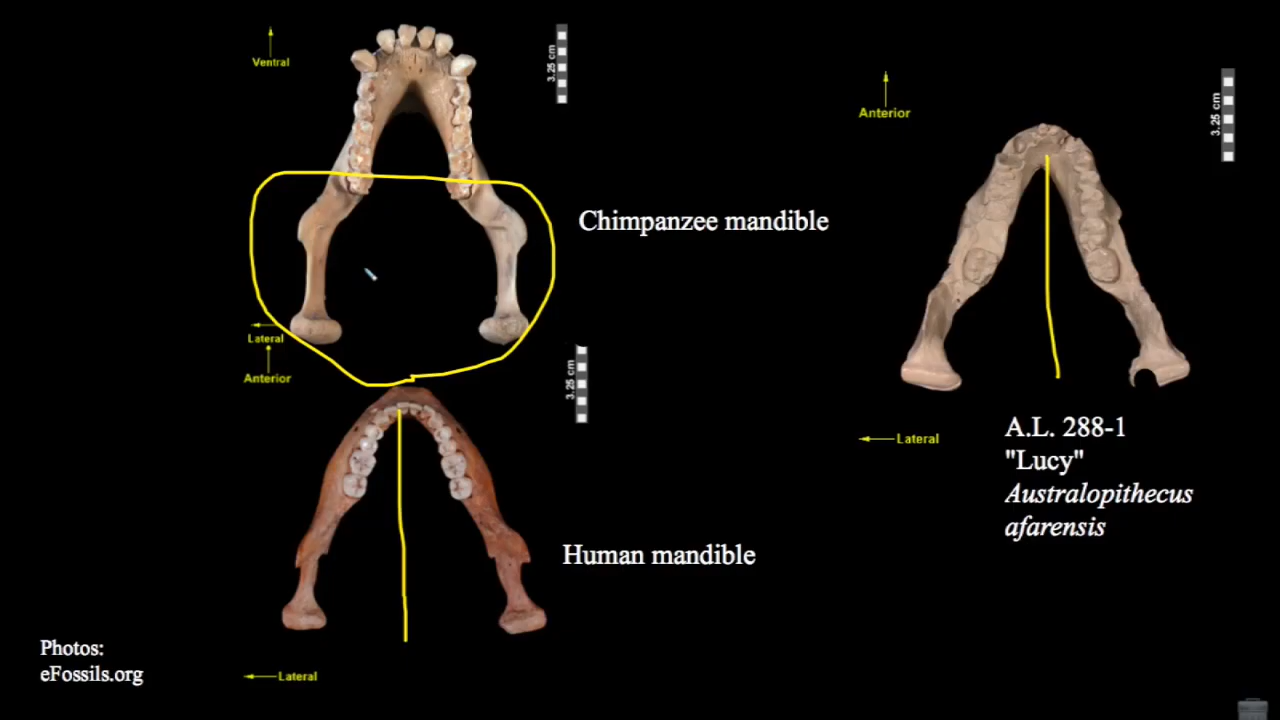 Ventral
3.25 cm
Anterior
3.25 cm
Chimpanzee mandible
Lateral
Anterior
3.25 cm
A.L. 288-1
"Lucy"
Australopithecus
afarensis
Lateral
Human mandible
Photos:
eFossils.org
Lateral